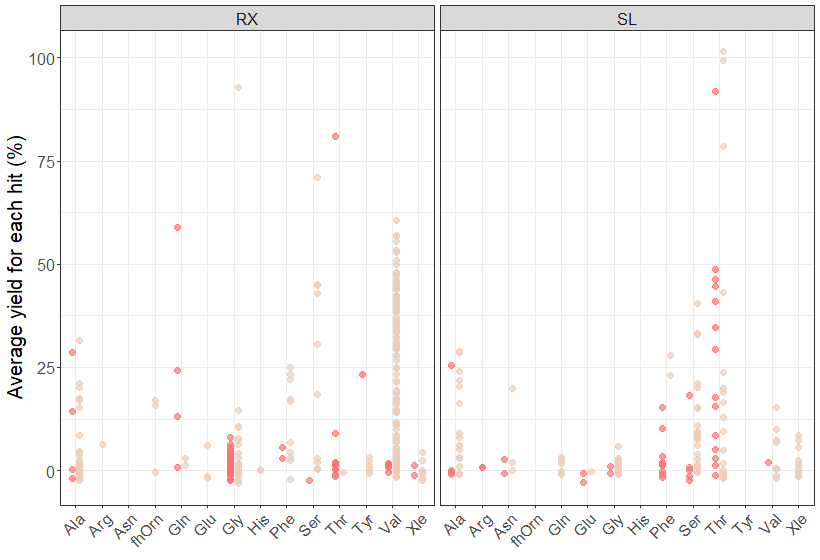 RX SL
Average yield for each hit (%)
100
75
50
25
0
Ala Arg Asn fhOrn Gln Glu Gly His Phe Ser Thr Tyr Val Xle
Ala Arg Asn fhOrn Gln Glu Gly His Phe Ser Thr Tyr Val Xle